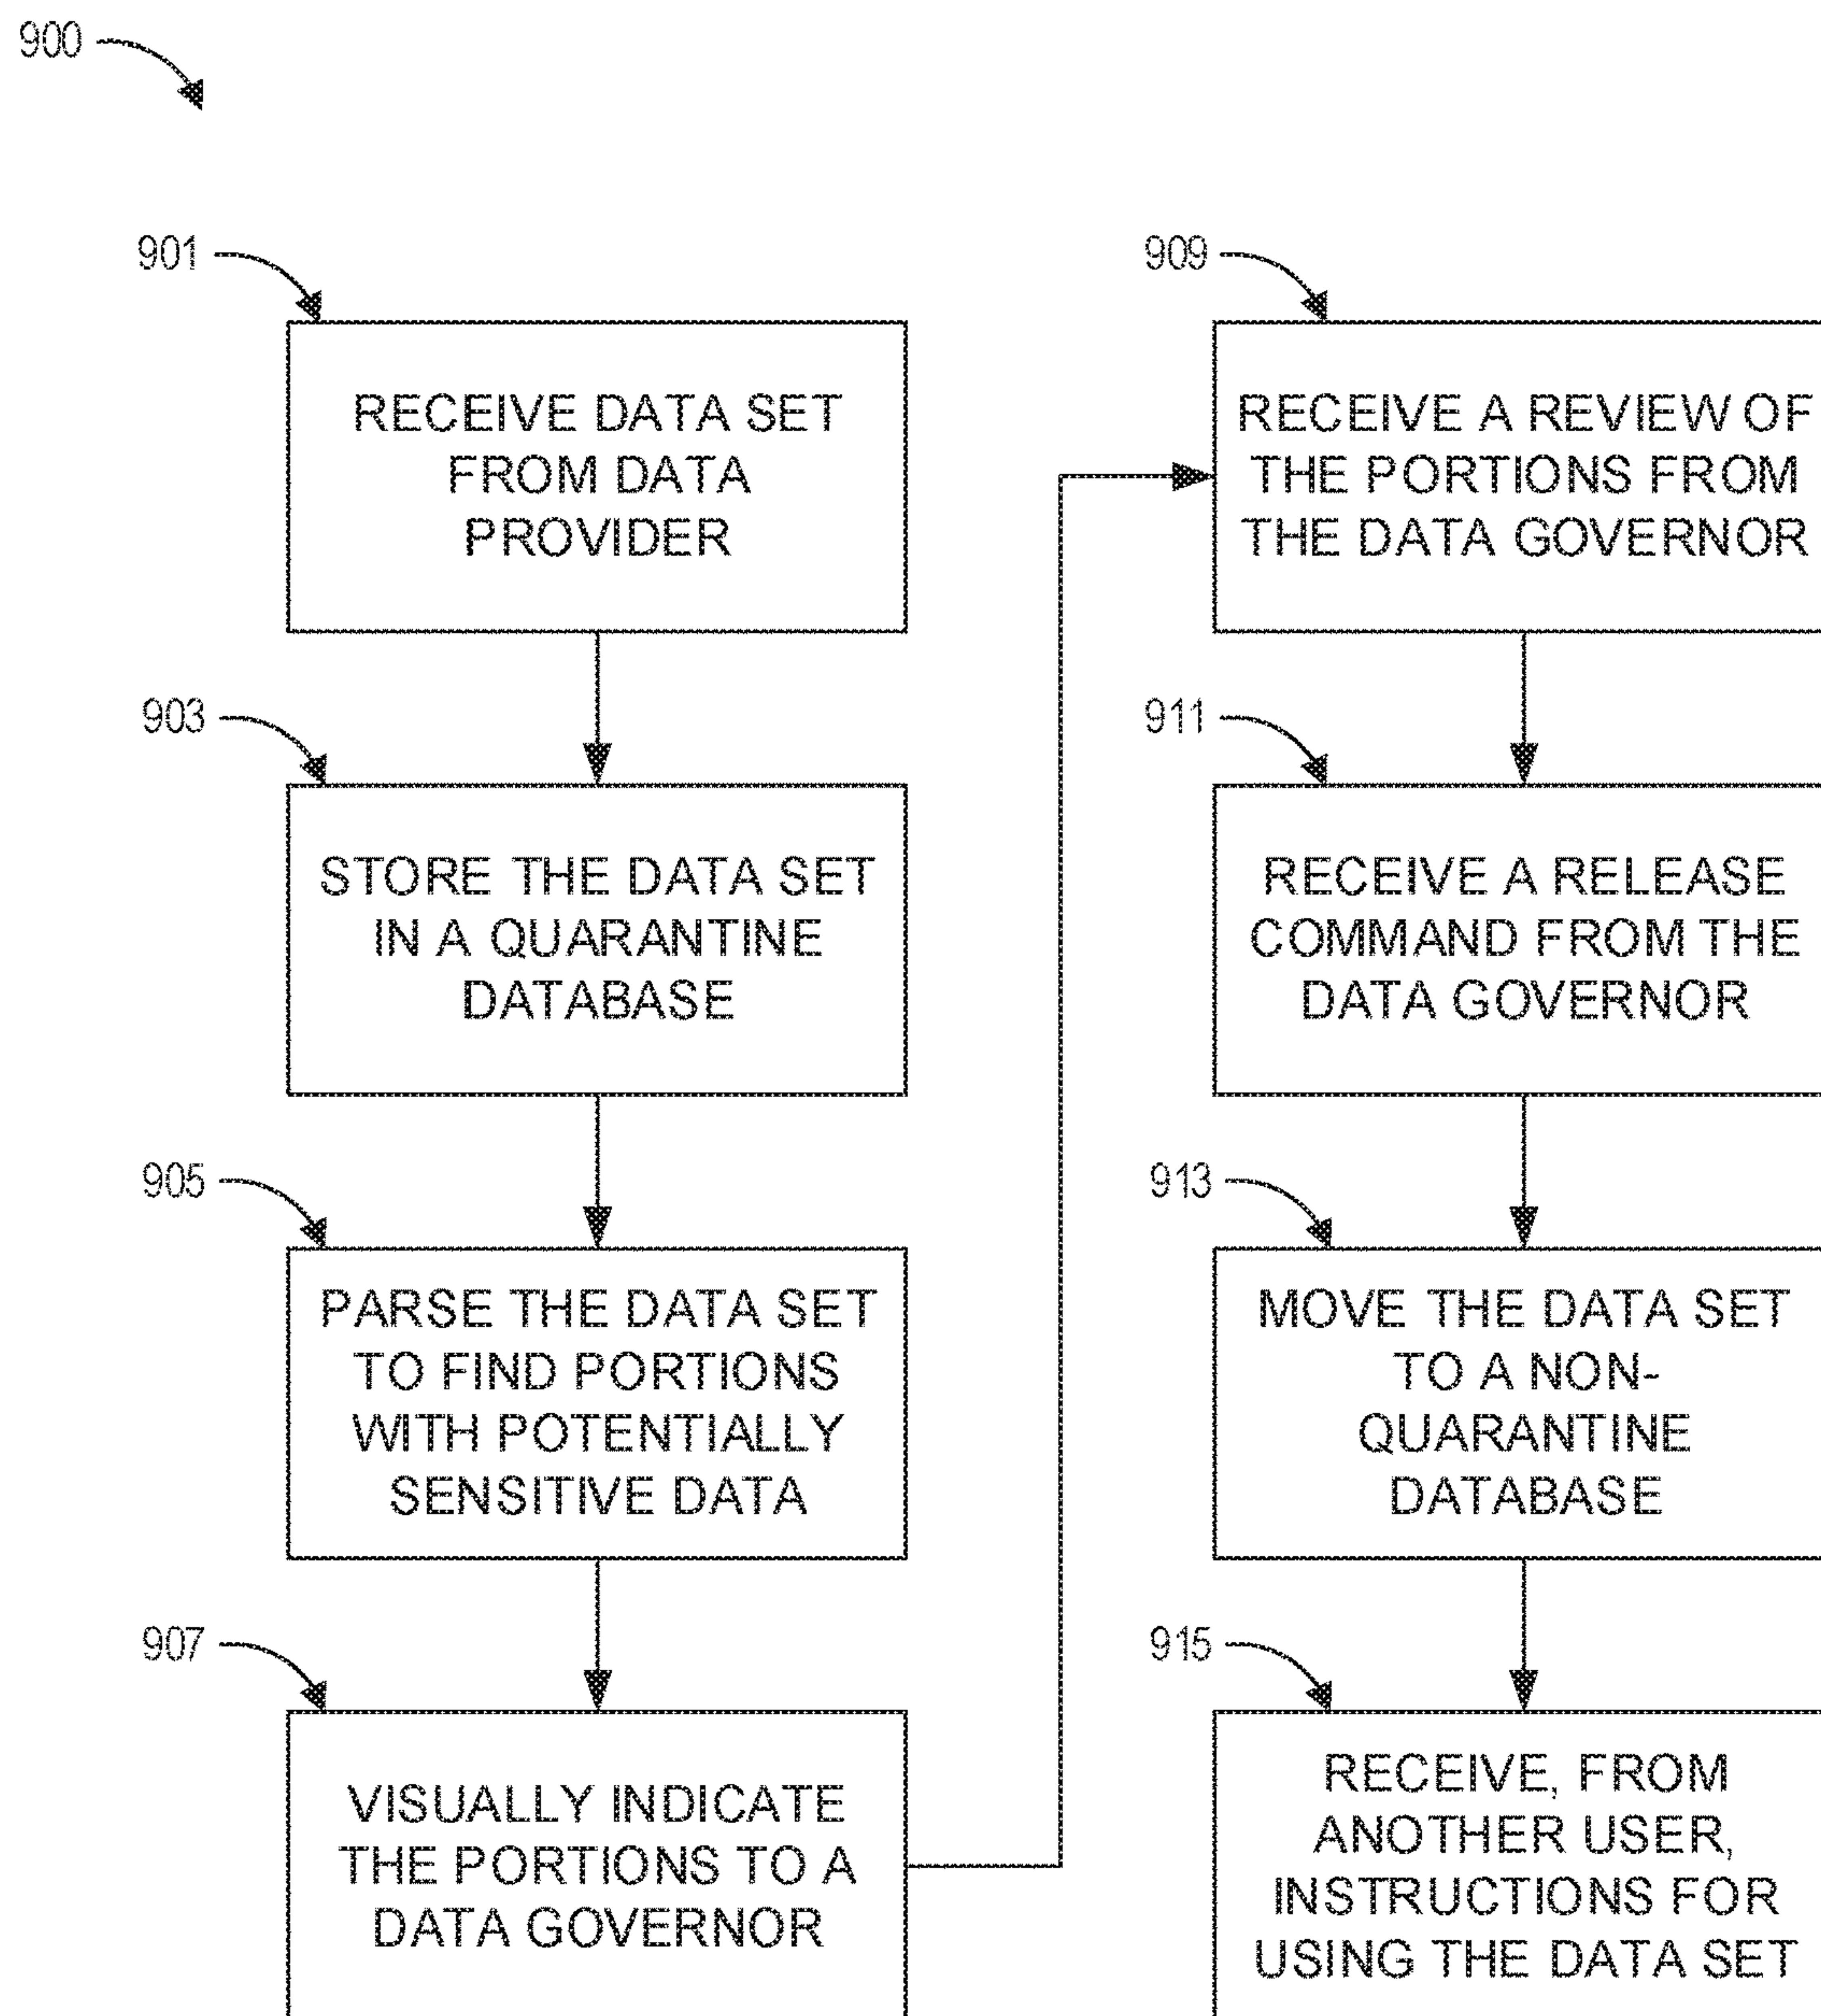 900
901
RECEIVE DATA SET
FROM DATA
PROVIDER
903
STORE THE DATA SET
IN A QUARANTINE
DATABASE
905
PARSE THE DATA SET
TO FIND PORTIONS
WITH POTENTIALLY
SENSITIVE DATA
907
VISUALLY INDICATE
THE PORTIONS TO A
DATA GOVERNOR
909
RECEIVE A REVIEW OF
THE PORTIONS FROM
THE DATA GOVERNOR
911
RECEIVE A RELEASE
COMMAND FROM THE
DATA GOVERNOR
913
MOVE THE DATA SET
TO A NON-
QUARANTINE
DATABASE
915
RECEIVE, FROM
ANOTHER USER,
INSTRUCTIONS FOR
USING THE DATA SET